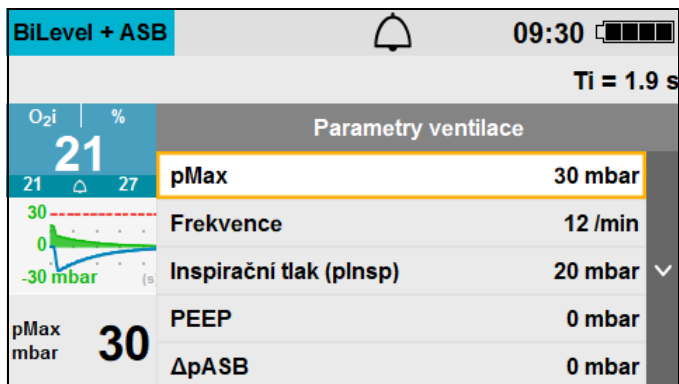 BiLevel + ASB
09:30
Ti = 1.9 s
O₂i %
21
21 27
Parametry ventilace
pMax 30 mbar
Frekvence 12 /min
Inspirační tlak (pInsp) 20 mbar
PEEP 0 mbar
ΔpASB 0 mbar
30
0
-30 mbar (s
pMax
mbar
30